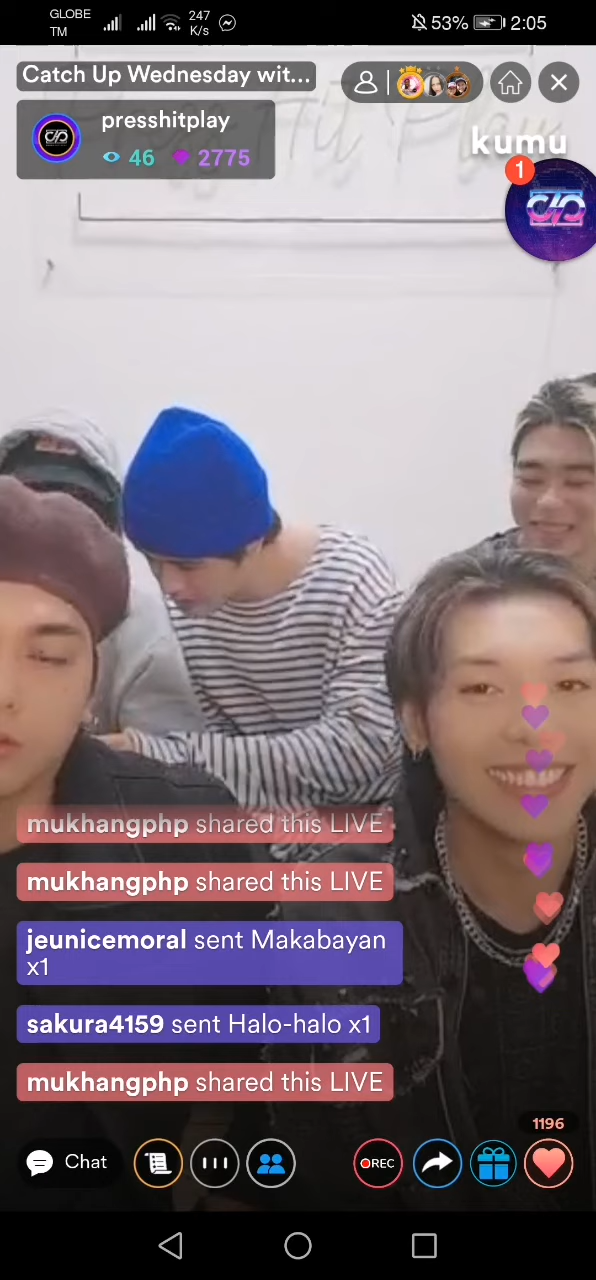 GLOBE
TM
247
K/s
53%
2:05
Catch Up Wednesday wit...
presshitplay
46
2775
kumu
1
mukhangphp shared this LIVE
mukhangphp shared this LIVE
jeunicemoral sent Makabayan
x1
sakura4159 sent Halo-halo x1
mukhangphp shared this LIVE
1196
Chat
REC